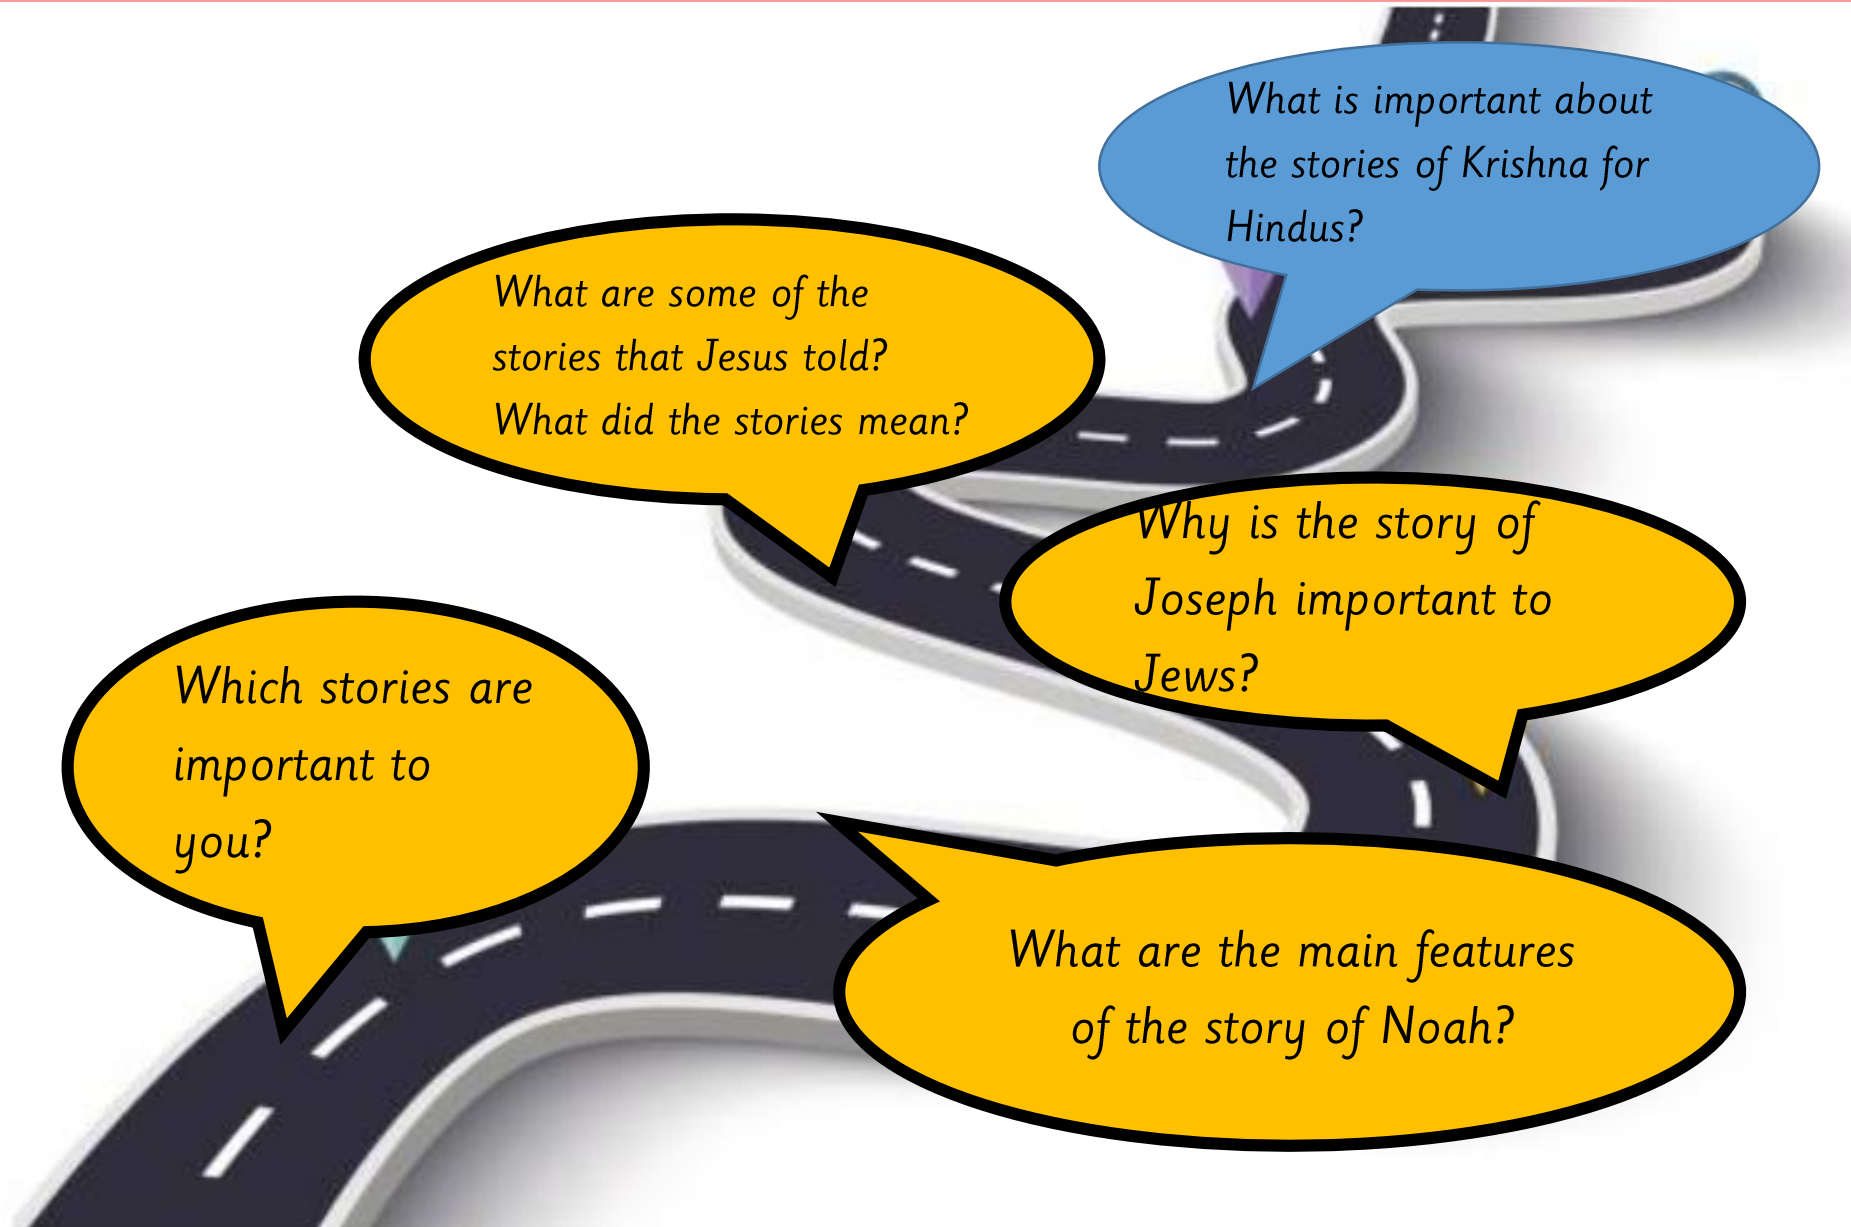 What is important about
the stories of Krishna for
Hindus?
What are some of the
stories that Jesus told?
What did the stories mean?
Why is the story of
Joseph important to
Jews?
Which stories are
important to
you?
What are the main features
of the story of Noah?